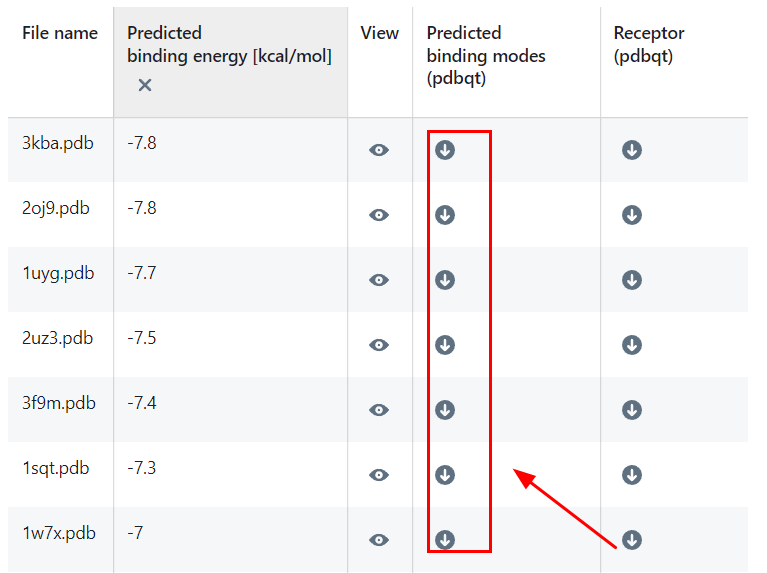 File name
Predicted
binding energy [kcal/mol]
View
Predicted
binding modes
(pdbqt)
Receptor
(pdbqt)
3kba.pdb -7.8
2oj9.pdb -7.8
1uyg.pdb -7.7
2uz3.pdb -7.5
3f9m.pdb -7.4
1sqt.pdb -7.3
1w7x.pdb -7